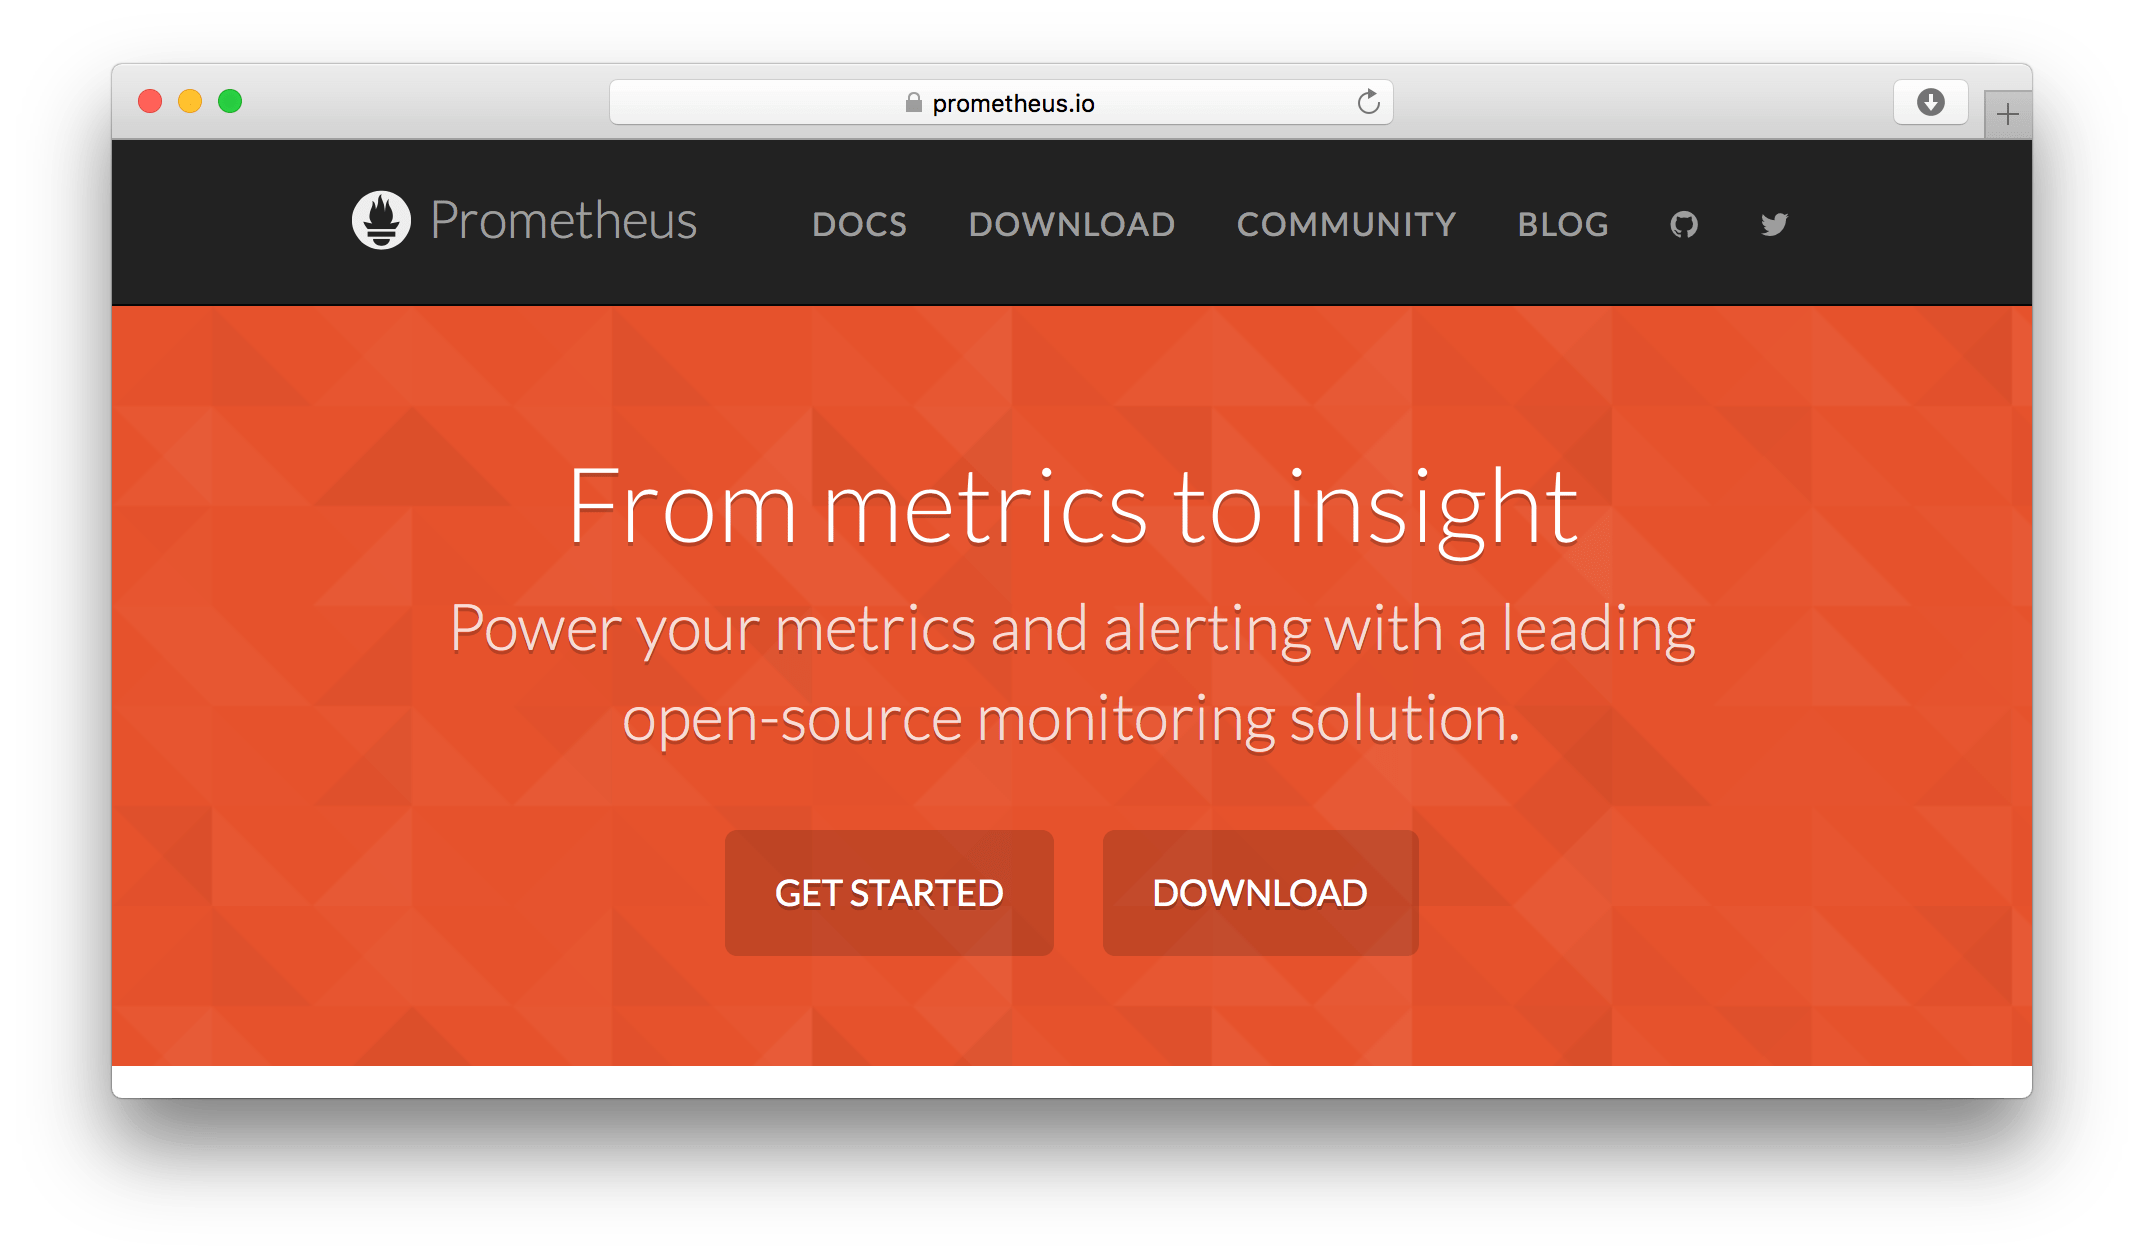 prometheus.io
Prometheus DOCS DOWNLOAD COMMUNITY BLOG
From metrics to insight
Power your metrics and alerting with a leading
open-source monitoring solution.
GET STARTED DOWNLOAD